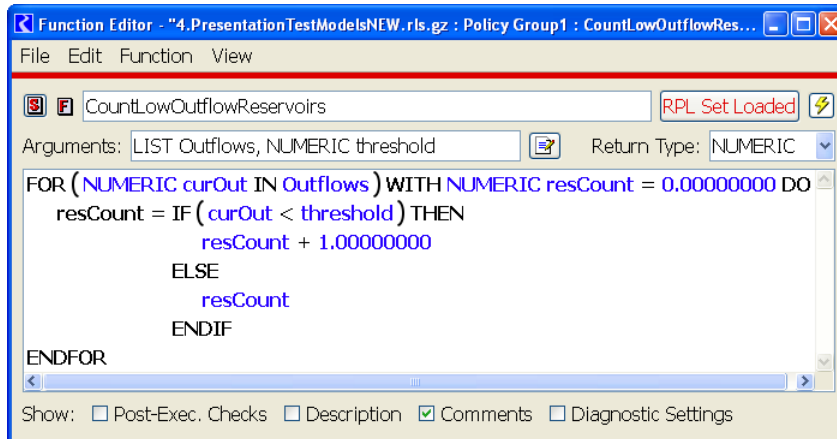 Function Editor - "4.PresentationTestModelsNEW.rls.gz : Policy Group1 : CountLowOutflowRes...
File Edit Function View
S F CountLowOutflowReservoirs RPL Set Loaded
Arguments: LIST Outflows, NUMERIC threshold Return Type: NUMERIC
FOR ( NUMERIC curOut IN Outflows ) WITH NUMERIC resCount = 0.00000000 DO
resCount = IF ( curOut < threshold ) THEN
resCount + 1.00000000
ELSE
resCount
ENDIF
ENDFOR
Show: Post-Exec. Checks Description Comments Diagnostic Settings